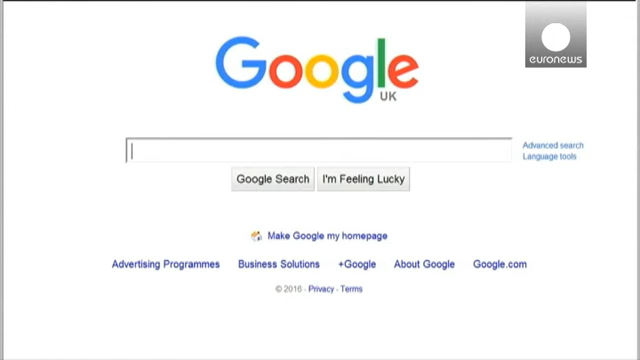 Google
UK
euronews
Advanced search
Language tools
Google Search
I'm Feeling Lucky
Make Google my homepage
Advertising Programmes
Business Solutions
+Google
About Google
Google.com
© 2016 - Privacy - Terms